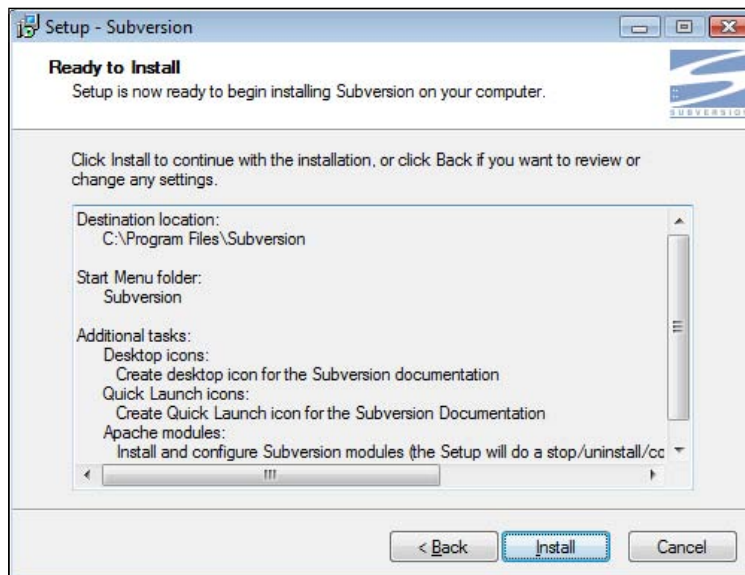 Setup - Subversion
Ready to Install
Setup is now ready to begin installing Subversion on your computer.
SUBVERSION
Click Install to continue with the installation, or click Back if you want to review or
change any settings.
Destination location:
C:\Program Files\Subversion
Start Menu folder:
Subversion
Additional tasks:
Desktop icons:
Create desktop icon for the Subversion documentation
Quick Launch icons:
Create Quick Launch icon for the Subversion Documentation
Apache modules:
Install and configure Subversion modules (the Setup will do a stop/uninstall/cc
< Back
Install
Cancel